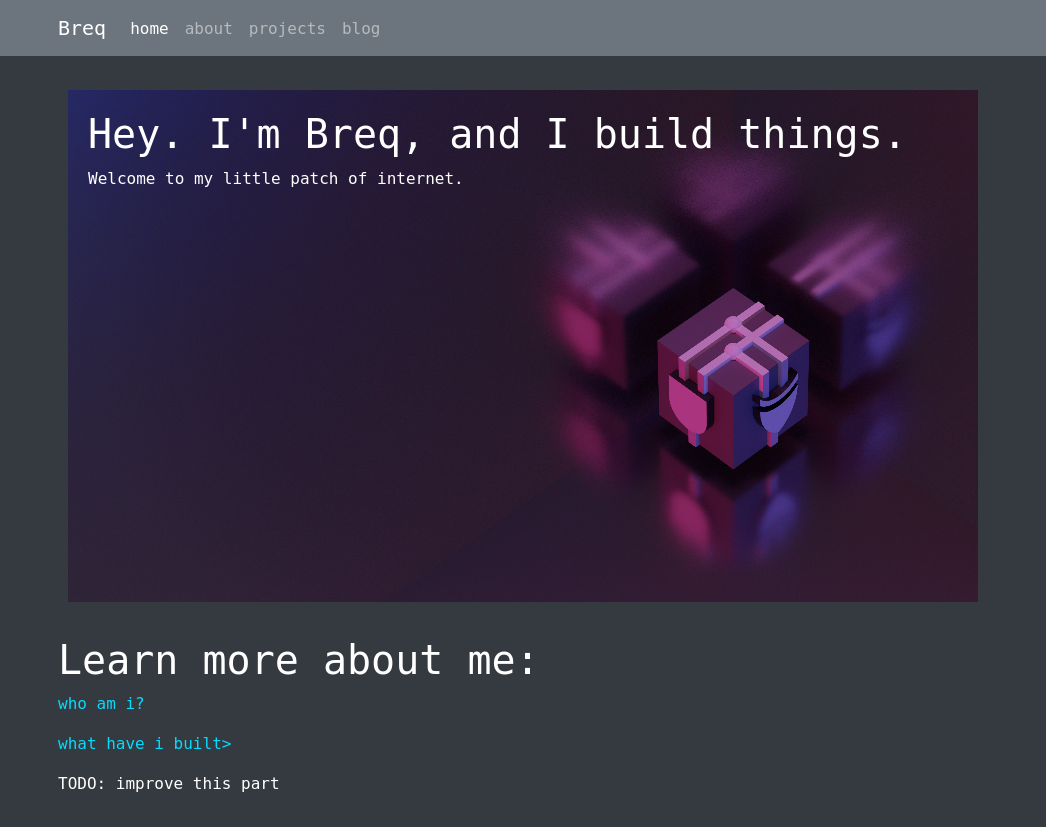 Breq home about projects blog
Hey. I'm Breq, and I build things.
Welcome to my little patch of internet.
Learn more about me:
who am i?
what have i built>
TODO: improve this part